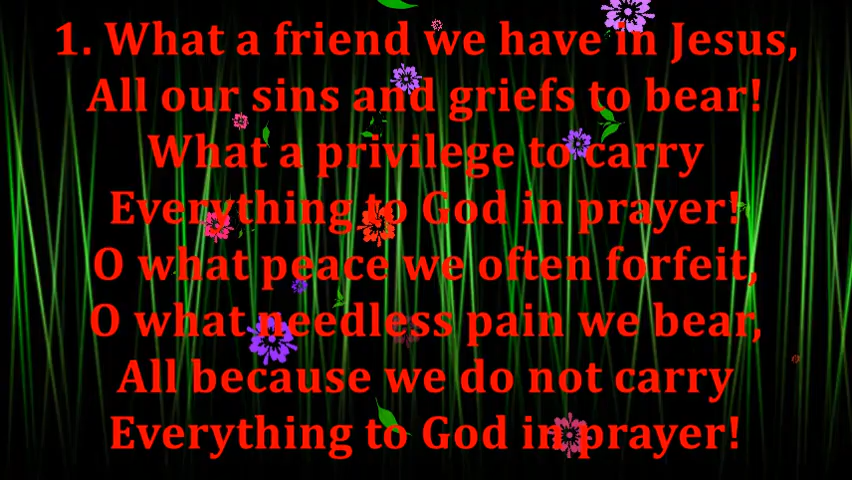 1. What a friend we have in Jesus,
All our sins and griefs to bear!
What a privilege to carry
Everything to God in prayer!
O what peace we often forfeit,
O what needless pain we bear,
All because we do not carry
Everything to God in prayer!